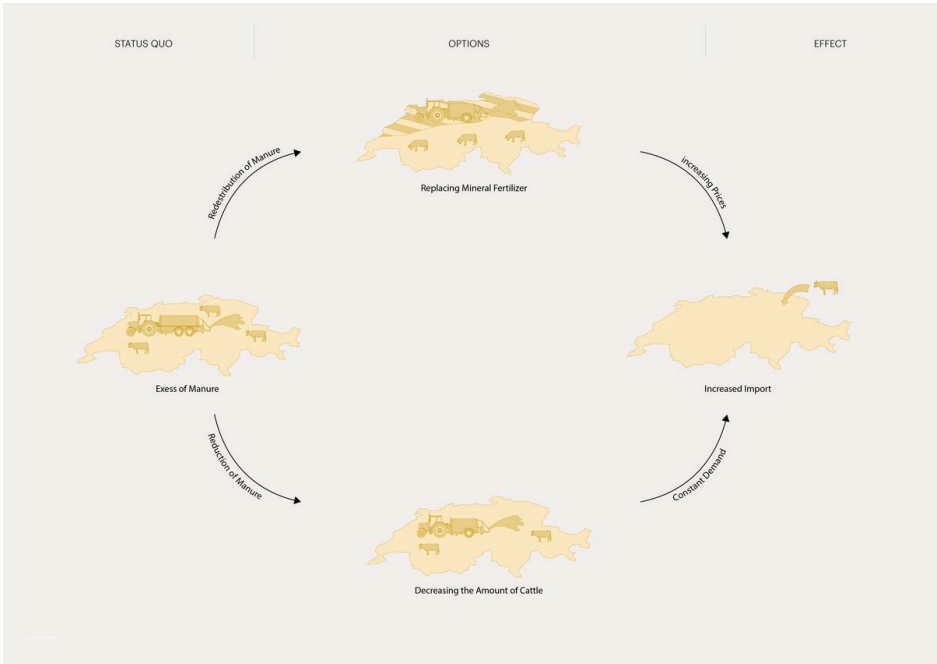 STATUS QUO
OPTIONS
EFFECT
Redestribution of Manure
increasing Prices
Replacing Mineral Fertilizer
Exess of Manure
Increased Import
Reduction of Manure
Constant Demand
Decreasing the Amount of Cattle